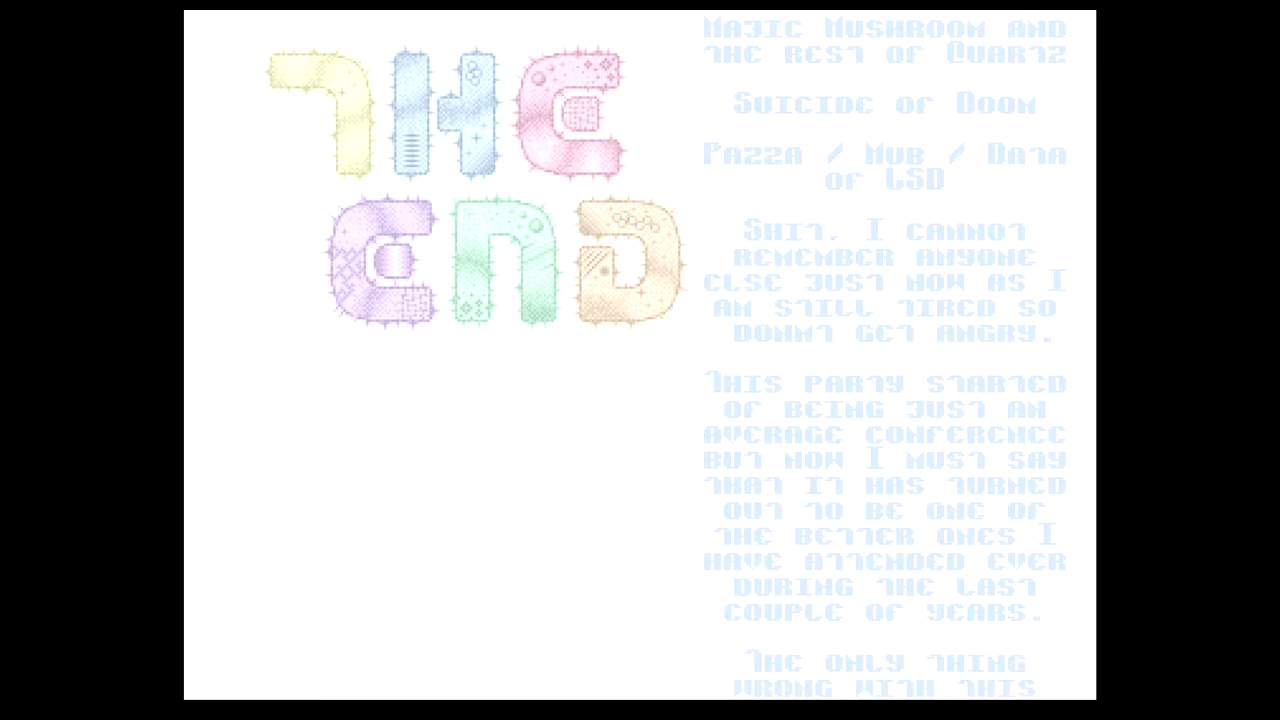 THE
END
Majic Mushroom and
the rest of Quartz
Suicide of Doom
Pazza / Mub / Data
of LSD
Shit, I cannot
remember anyone
else just now as I
am still tired so
donmt get angry.
This party started
of being just an
average conference
but now I must say
that it has turned
out to be one of
the better ones I
have attended ever
during the last
couple of years.
The only thing
wrong with this